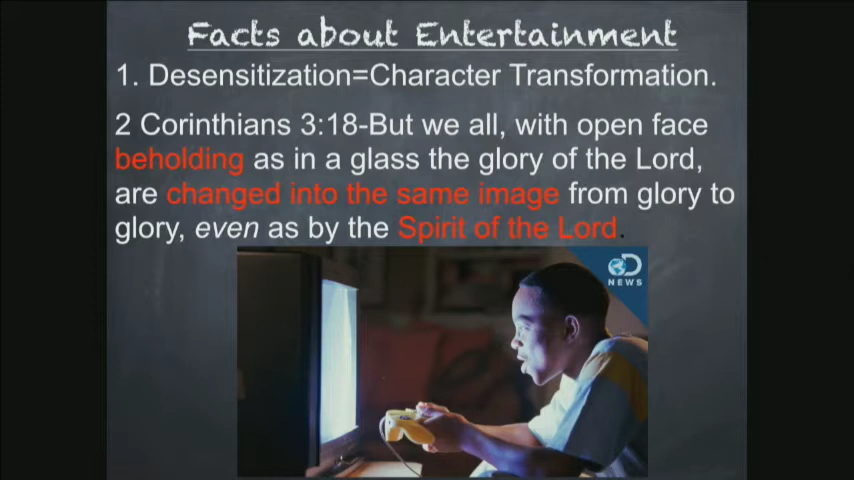 Facts about Entertainment
1. Desensitization=Character Transformation.
2 Corinthians 3:18-But we all, with open face
beholding as in a glass the glory of the Lord,
are changed into the same image from glory to
glory, even as by the Spirit of the Lord.
D
NEWS